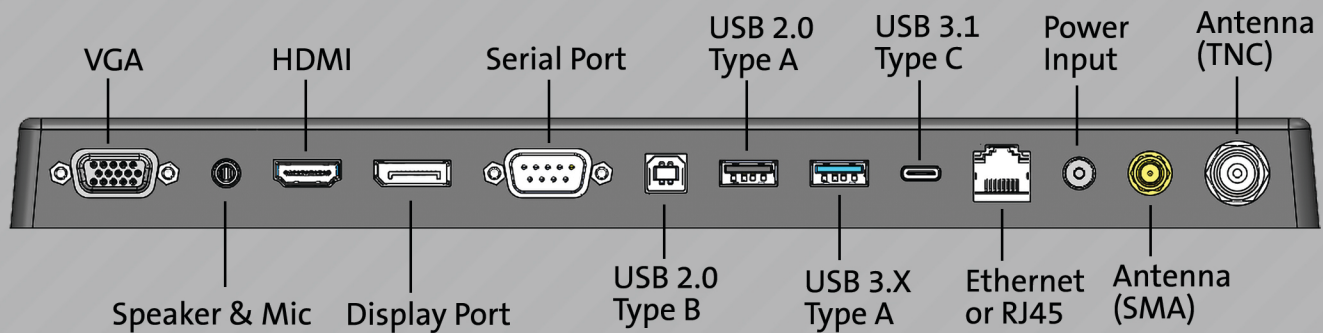 VGA
HDMI
Serial Port
USB 2.0
Type A
USB 3.1
Type C
Power
Input
Antenna
(TNC)
Speaker & Mic
Display Port
USB 2.0
Type B
USB 3.X
Type A
Ethernet
or RJ45
Antenna
(SMA)